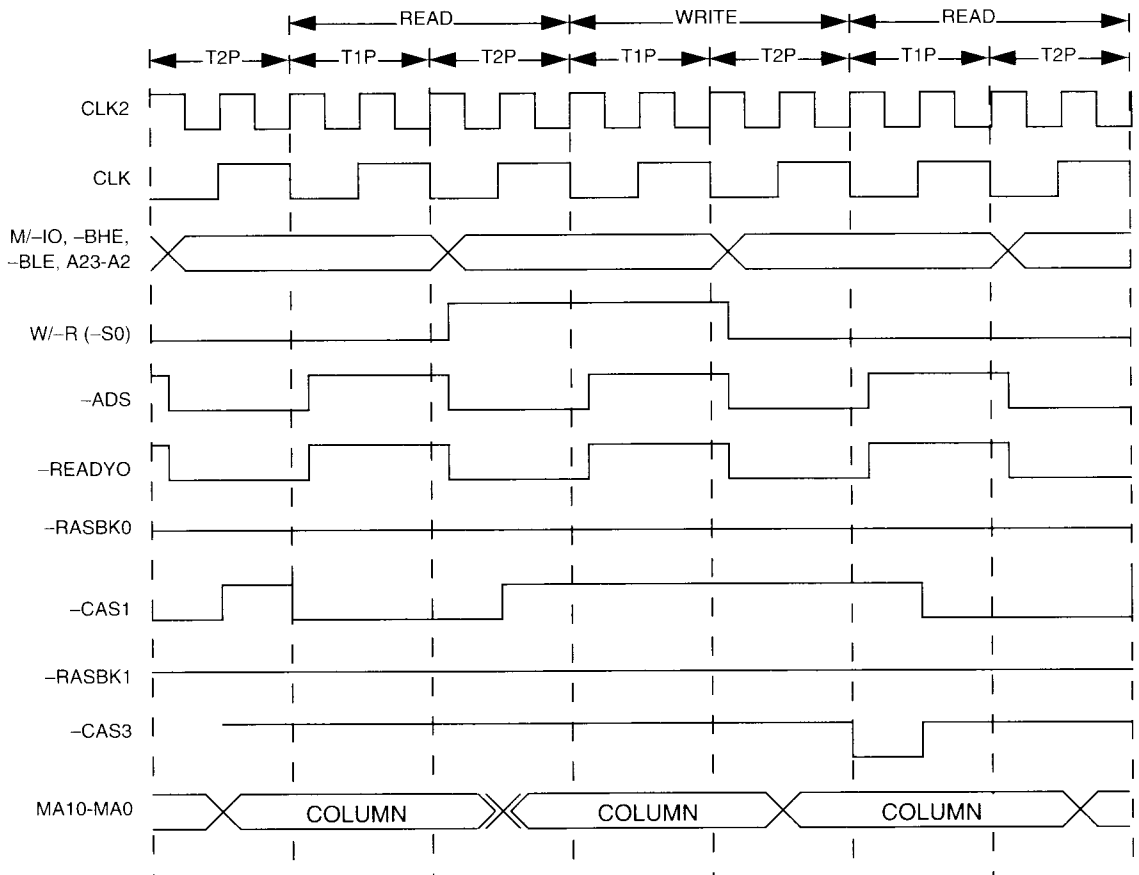 READ WRITE READ
T2P T1P T2P T1P T2P T1P T2P
CLK2
CLK
M/–IO, –BHE,
–BLE, A23-A2
W/–R (–S0)
–ADS
–READYO
–RASBK0
–CAS1
–RASBK1
–CAS3
MA10-MA0 COLUMN COLUMN COLUMN